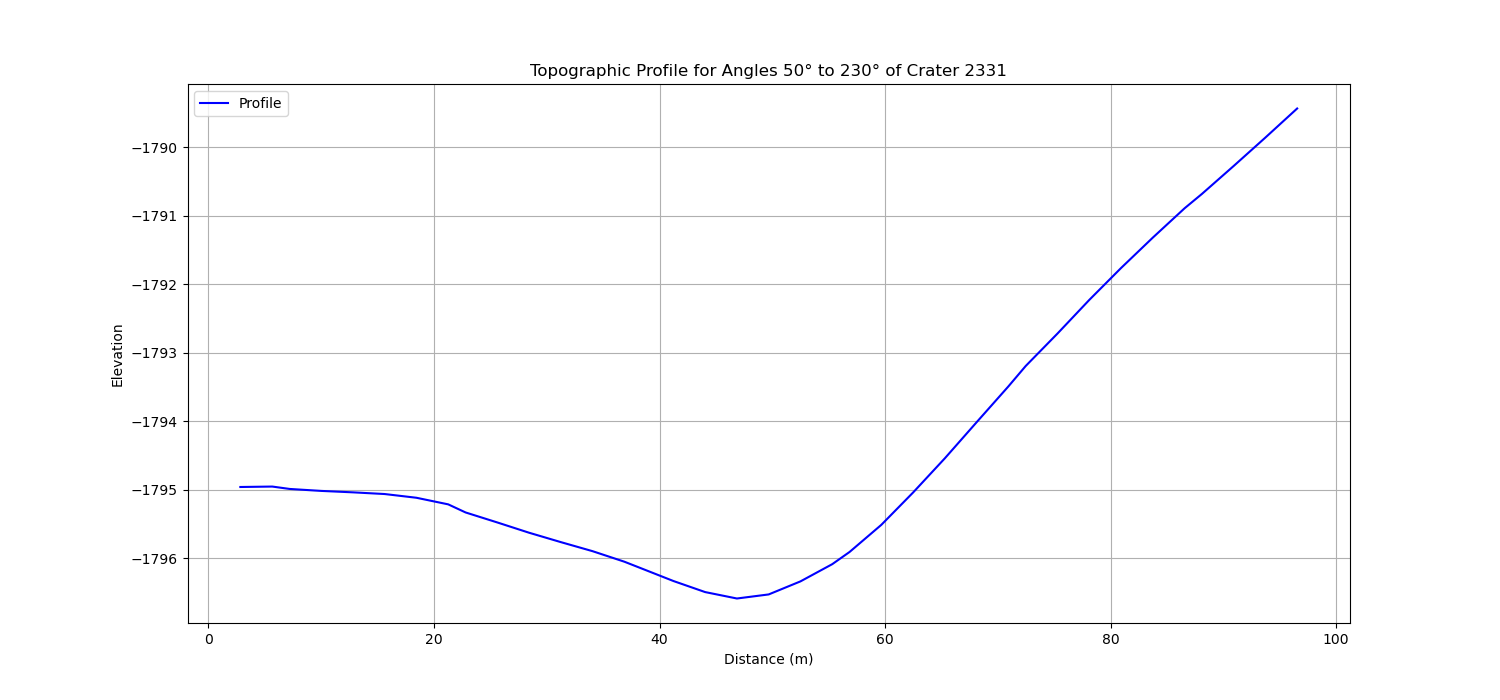 Topographic Profile for Angles 50° to 230° of Crater 2331
Profile
−1790
−1791
−1792
−1793
−1794
−1795
−1796
Elevation
0 20 40 60 80 100
Distance (m)